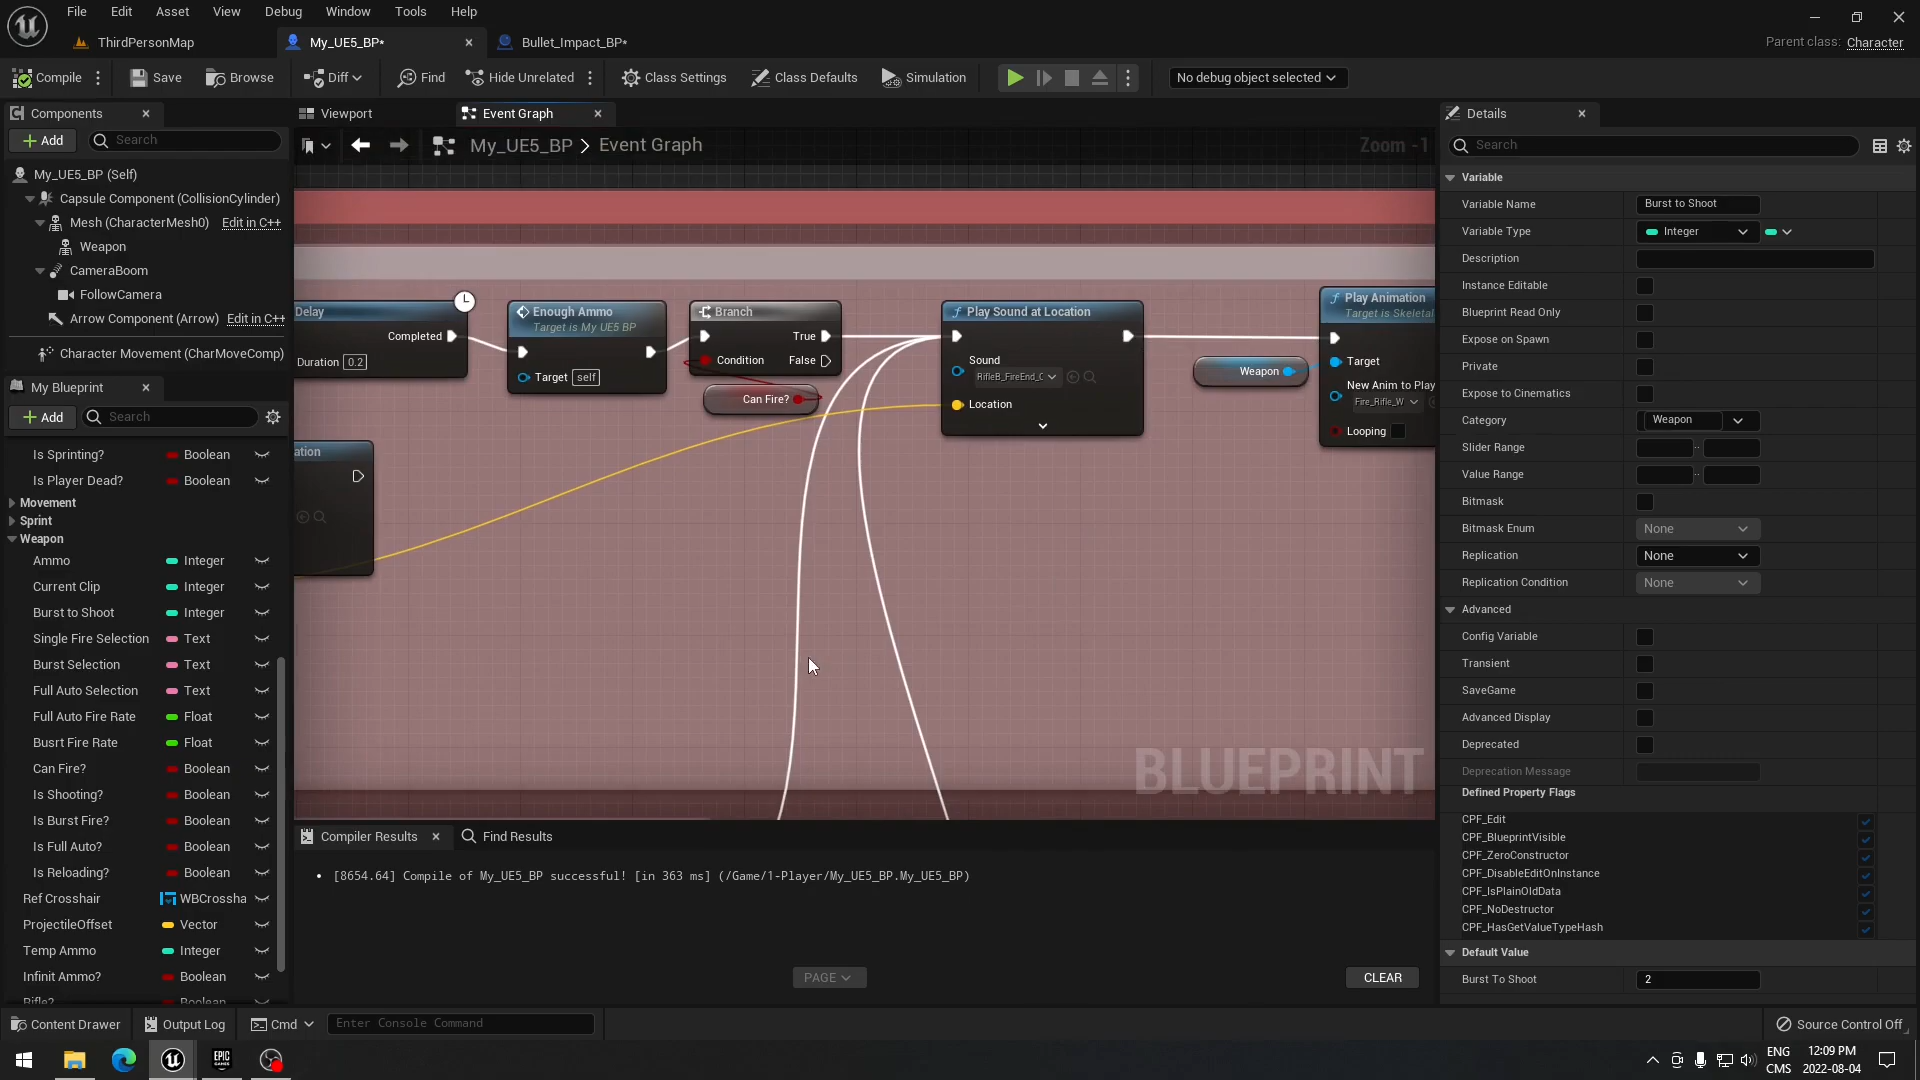 File Edit Asset View Debug Window Tools Help
ThirdPersonMap My_UE5_BP* Bullet_Impact_BP*
Parent class: Character
Compile Save Browse Diff Find Hide Unrelated Class Settings Class Defaults Simulation No debug object selected
Components Viewport Event Graph Details
Add Search
My_UE5_BP > Event Graph
Zoom -1
Search
My_UE5_BP (Self)
Capsule Component (CollisionCylinder)
Mesh (CharacterMesh0) Edit in C++
Weapon
CameraBoom
FollowCamera
Arrow Component (Arrow) Edit in C++
Character Movement (CharMoveComp)
My Blueprint
Add Search
Is Sprinting? Boolean
Is Player Dead? Boolean
Movement
Sprint
Weapon
Ammo Integer
Current Clip Integer
Burst to Shoot Integer
Single Fire Selection Text
Burst Selection Text
Full Auto Selection Text
Full Auto Fire Rate Float
Busrt Fire Rate Float
Can Fire? Boolean
Is Shooting? Boolean
Is Burst Fire? Boolean
Is Full Auto? Boolean
Is Reloading? Boolean
Ref Crosshair WBCrossha
ProjectileOffset Vector
Temp Ammo Integer
Infinit Ammo? Boolean
Rifle? Boolean
Delay
Completed
Duration 0.2
ation
Enough Ammo
Target is My UE5 BP
Target self
Branch
True
Condition False
Can Fire?
Play Sound at Location
Sound
RifleB_FireEnd_C
Location
Weapon
Play Animation
Target is Skeletal
Target
New Anim to Play
Fire_Rifle_W
Looping
BLUEPRINT
Compiler Results Find Results
[8654.64] Compile of My_UE5_BP successful! [in 363 ms] (/Game/1-Player/My_UE5_BP.My_UE5_BP)
PAGE
CLEAR
Variable
Variable Name Burst to Shoot
Variable Type Integer
Description
Instance Editable
Blueprint Read Only
Expose on Spawn
Private
Expose to Cinematics
Category Weapon
Slider Range
Value Range
Bitmask
Bitmask Enum None
Replication None
Replication Condition None
Advanced
Config Variable
Transient
SaveGame
Advanced Display
Deprecated
Deprecation Message
Defined Property Flags
CPF_Edit
CPF_BlueprintVisible
CPF_ZeroConstructor
CPF_DisableEditOnInstance
CPF_IsPlainOldData
CPF_NoDestructor
CPF_HasGetValueTypeHash
Default Value
Burst To Shoot 2
Content Drawer Output Log Cmd Enter Console Command Source Control Off
EPIC GAMES
ENG 12:09 PM
CMS 2022-08-04